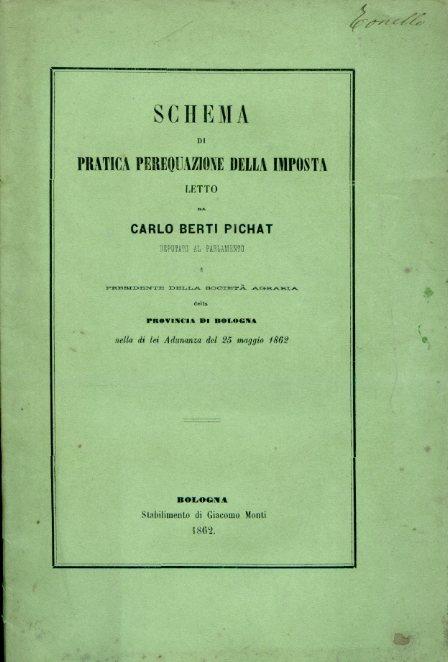 Tonello
SCHEMA
DI
PRATICA PEREQUAZIONE DELLA IMPOSTA
LETTO
DA
CARLO BERTI PICHAT
DEPUTATO AL PARLAMENTO
e
PRESIDENTE DELLA SOCIETÀ AGRARIA
della
PROVINCIA DI BOLOGNA
nella di lei Adunanza del 25 maggio 1862
BOLOGNA
Stabilimento di Giacomo Monti
1862.